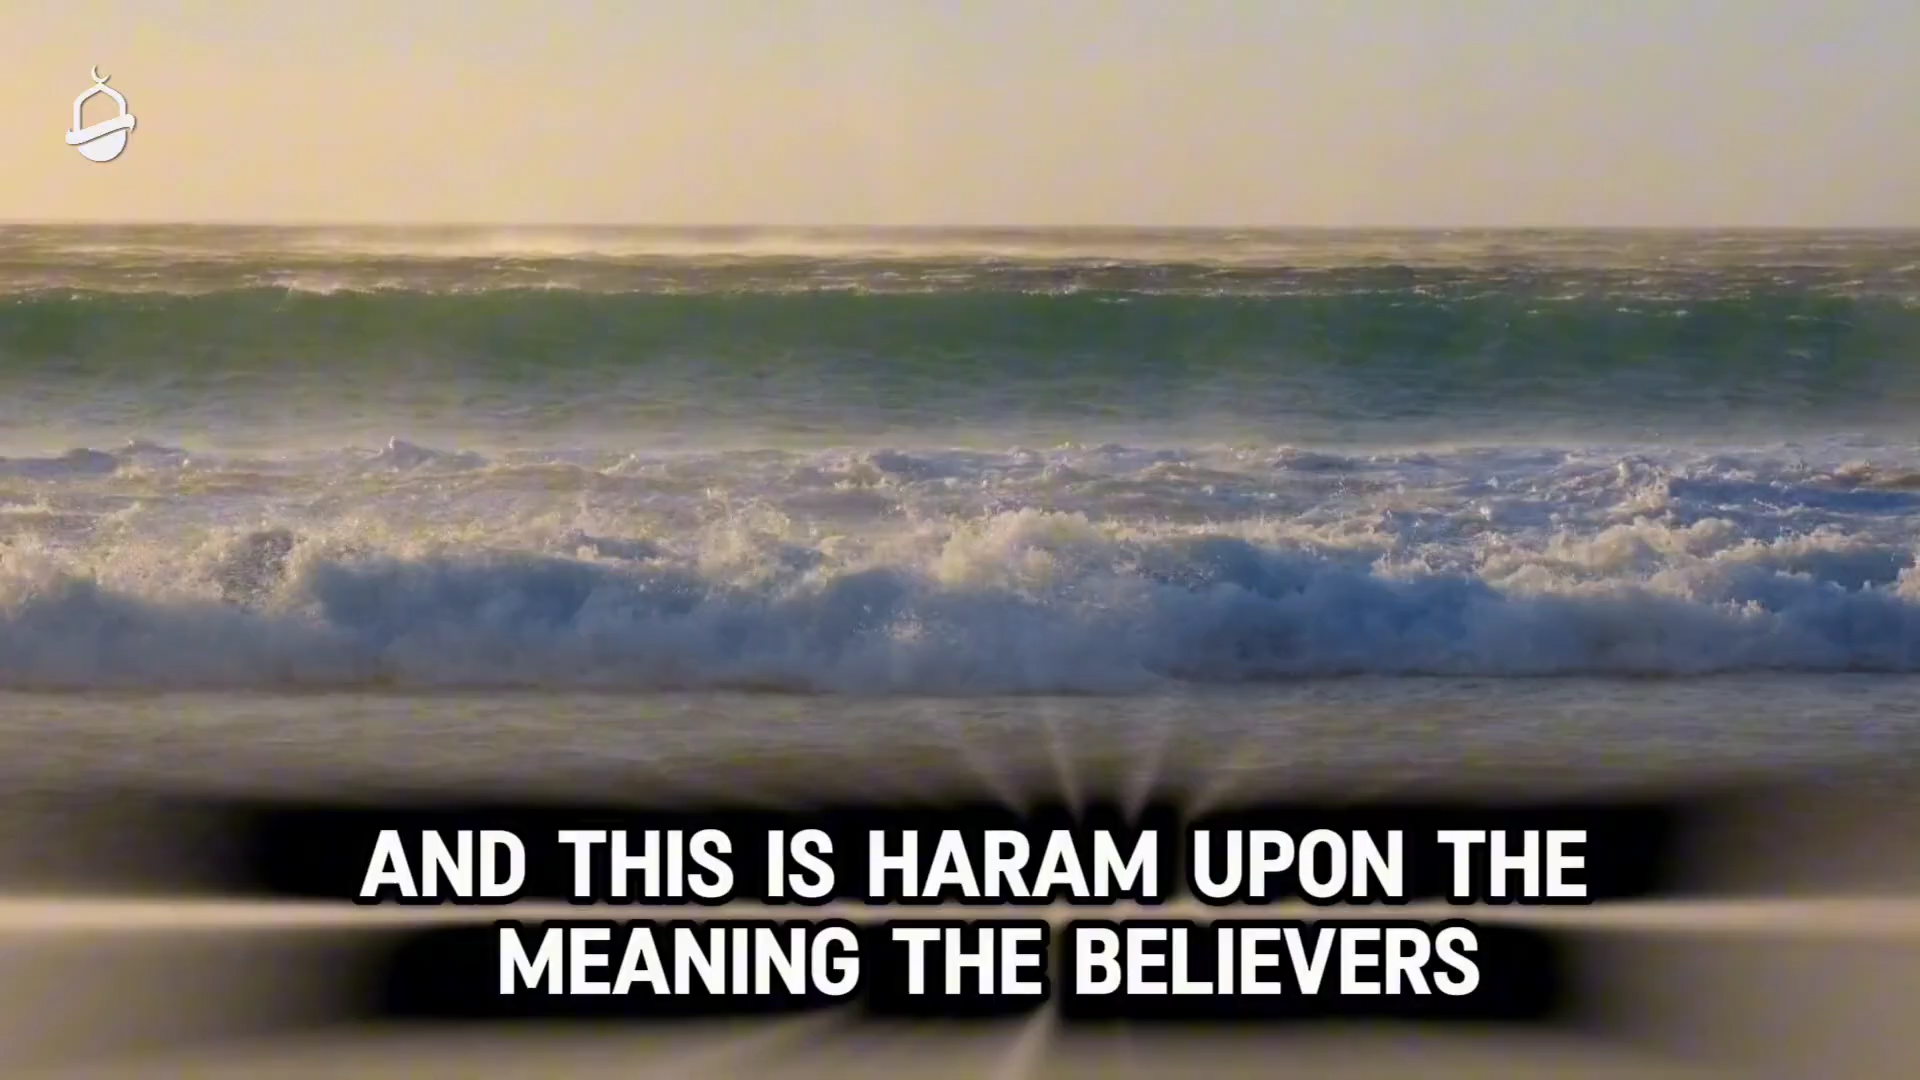 AND THIS IS HARAM UPON THE
MEANING THE BELIEVERS